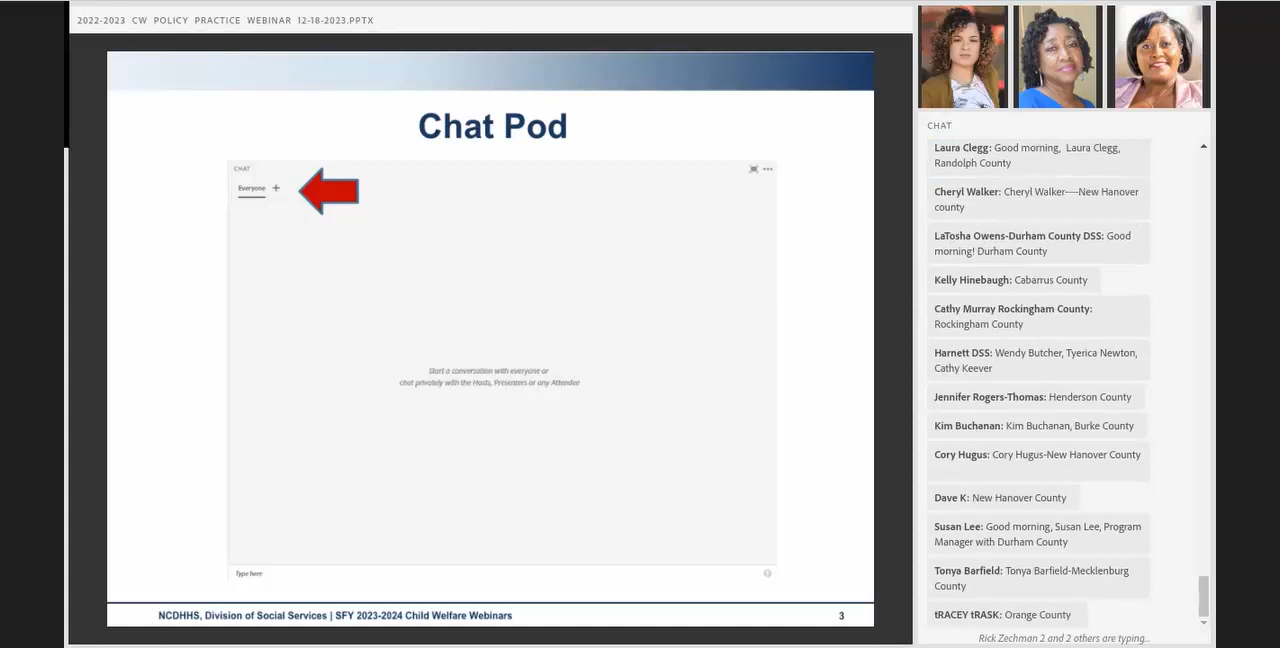 2022-2023 CW POLICY PRACTICE WEBINAR 12-18-2023.PPTX
Chat Pod
CHAT
Everyone +
Start a conversation with everyone or
chat privately with the Hosts, Presenters or any Attendee
Type here
NCDHHS, Division of Social Services | SFY 2023-2024 Child Welfare Webinars
3
CHAT
Laura Clegg: Good morning, Laura Clegg,
Randolph County
Cheryl Walker: Cheryl Walker----New Hanover
county
LaTosha Owens-Durham County DSS: Good
morning! Durham County
Kelly Hinebaugh: Cabarrus County
Cathy Murray Rockingham County:
Rockingham County
Harnett DSS: Wendy Butcher, Tyerica Newton,
Cathy Keever
Jennifer Rogers-Thomas: Henderson County
Kim Buchanan: Kim Buchanan, Burke County
Cory Hugus: Cory Hugus-New Hanover County
Dave K: New Hanover County
Susan Lee: Good morning, Susan Lee, Program
Manager with Durham County
Tonya Barfield: Tonya Barfield-Mecklenburg
County
tRACEY tRASK: Orange County
Rick Zechman 2 and 2 others are typing...